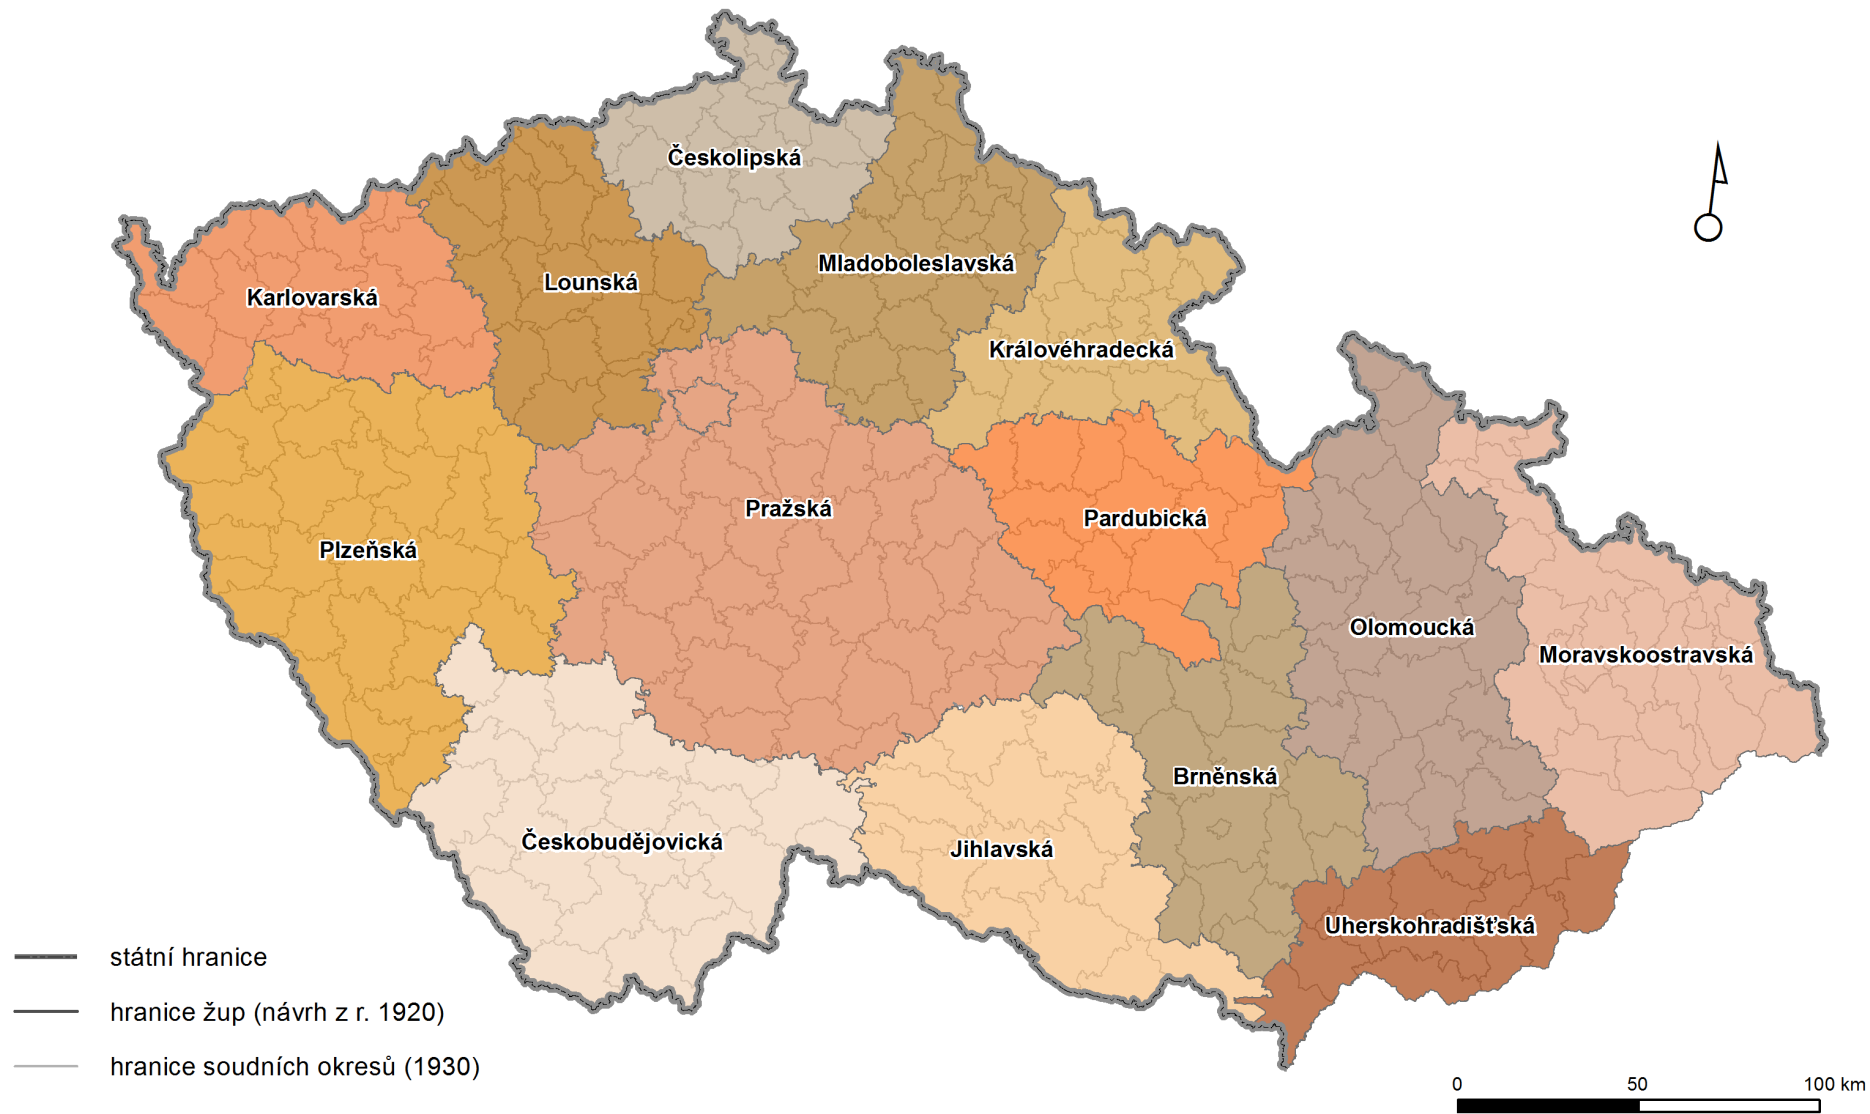 Českolipská
Mladoboleslavská
Lounská
Karlovarská
Královéhradecká
Pražská
Pardubická
Plzeňská
Olomoucká
Moravskoostravská
Brněnská
Českobudějovická
Jihlavská
Uherskohradišťská
státní hranice
hranice žup (návrh z r. 1920)
hranice soudních okresů (1930)
0 50 100 km